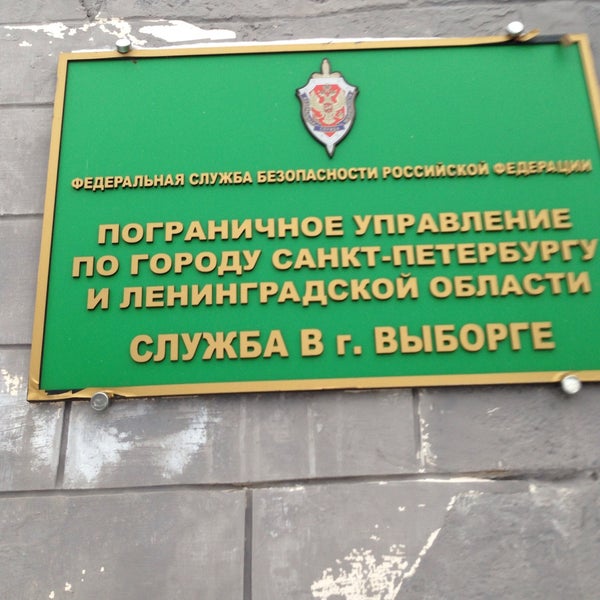 ФЕДЕРАЛЬНАЯ СЛУЖБА БЕЗОПАСНОСТИ РОССИЙСКОЙ ФЕДЕРАЦИИ
ПОГРАНИЧНОЕ УПРАВЛЕНИЕ
ПО ГОРОДУ САНКТ-ПЕТЕРБУРГУ
И ЛЕНИНГРАДСКОЙ ОБЛАСТИ
СЛУЖБА В г. ВЫБОРГЕ